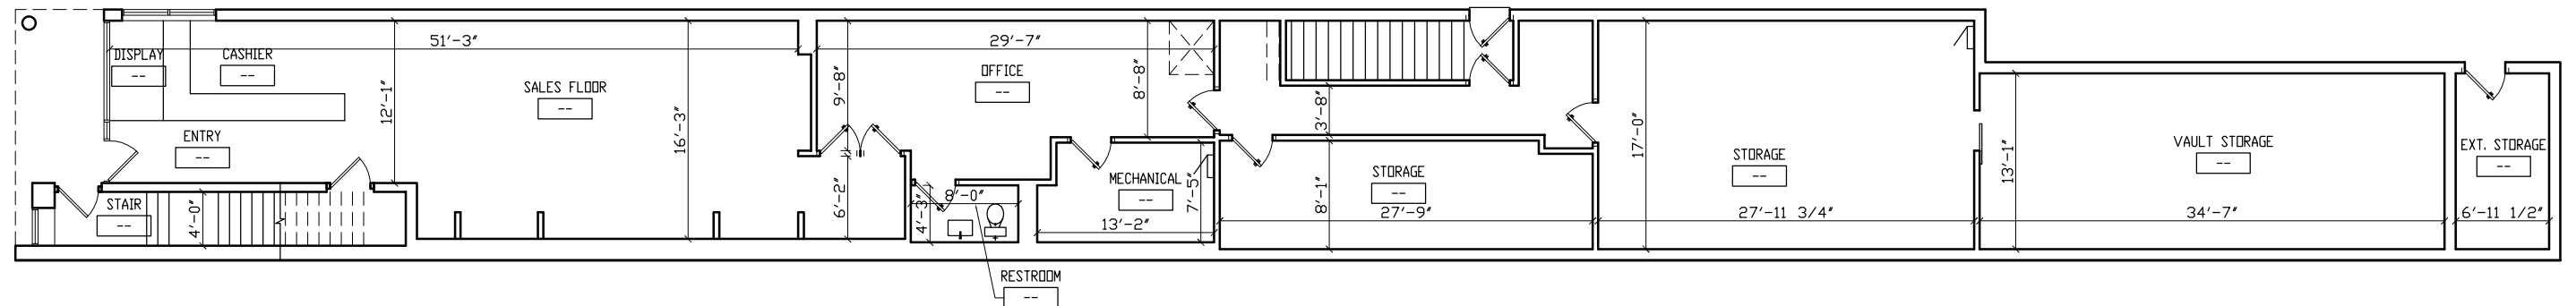 51'-3"
29'-7"
DISPLAY
--
CASHIER
--
SALES FLOOR
--
12'-1"
16'-3"
9'-8"
OFFICE
--
8'-8"
3'-8"
17'-0"
ENTRY
--
STAIR
--
4'-0"
6'-2"
4'-3"
8'-0"
MECHANICAL
--
7'-5"
13'-2"
8'-1"
STORAGE
--
27'-9"
STORAGE
--
27'-11 3/4"
13'-1"
VAULT STORAGE
--
34'-7"
EXT. STORAGE
--
6'-11 1/2"
RESTROOM
--